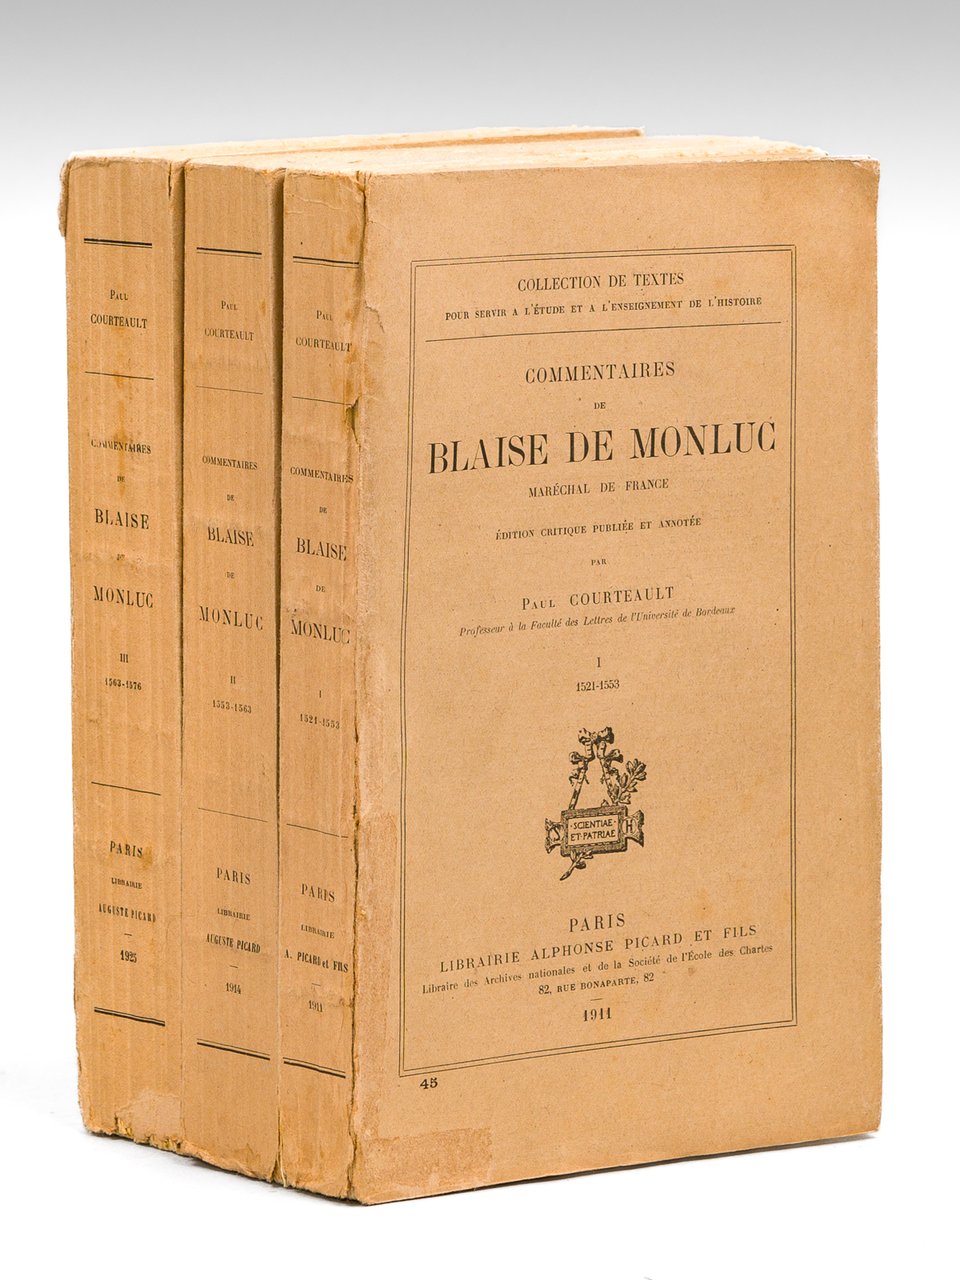 PAUL
COURTEAULT
COMMENTAIRES
DE
BLAISE
DE
MONLUC
III
1563-1576
PARIS
LIBRAIRIE
AUGUSTE PICARD
1925
PAUL
COURTEAULT
COMMENTAIRES
DE
BLAISE
DE
MONLUC
II
1553-1563
PARIS
LIBRAIRIE
AUGUSTE PICARD
1914
PAUL
COURTEAULT
COMMENTAIRES
DE
BLAISE
DE
MONLUC
I
1521-1553
PARIS
LIBRAIRIE
A. PICARD et FILS
1911
COLLECTION DE TEXTES
POUR SERVIR A L'ÉTUDE ET A L'ENSEIGNEMENT DE L'HISTOIRE
COMMENTAIRES
DE
BLAISE DE MONLUC
MARÉCHAL DE FRANCE
ÉDITION CRITIQUE PUBLIÉE ET ANNOTÉE
PAR
PAUL COURTEAULT
Professeur à la Faculté des Lettres de l'Université de Bordeaux
I
1521-1553
·SCIENTIAE·
ET·PATRIAE
S H
PARIS
LIBRAIRIE ALPHONSE PICARD ET FILS
Libraire des Archives nationales et de la Société de l'École des Chartes
82, RUE BONAPARTE, 82
1911
45